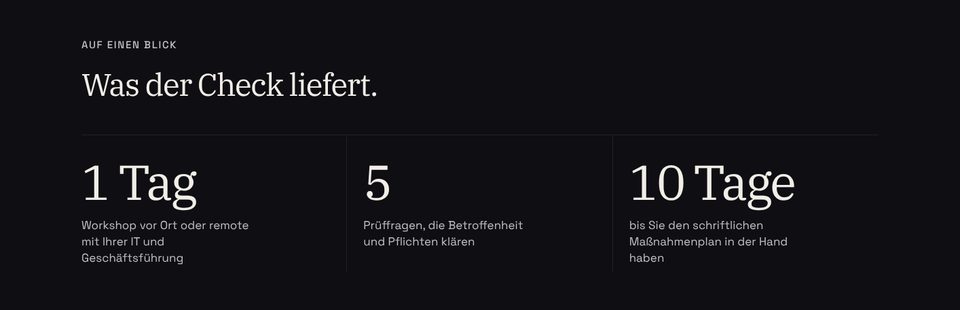 AUF EINEN BLICK
Was der Check liefert.
1 Tag
Workshop vor Ort oder remote
mit Ihrer IT und
Geschäftsführung
5
Prüffragen, die Betroffenheit
und Pflichten klären
10 Tage
bis Sie den schriftlichen
Maßnahmenplan in der Hand
haben